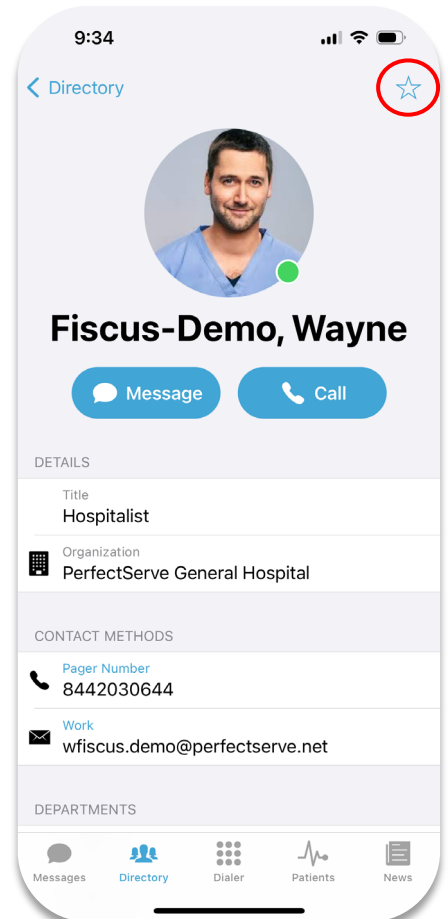 9:34
Directory
Fiscus-Demo, Wayne
Message
Call
DETAILS
Title
Hospitalist
Organization
PerfectServe General Hospital
CONTACT METHODS
Pager Number
8442030644
Work
wfiscus.demo@perfectserve.net
DEPARTMENTS
Messages Directory Dialer Patients News